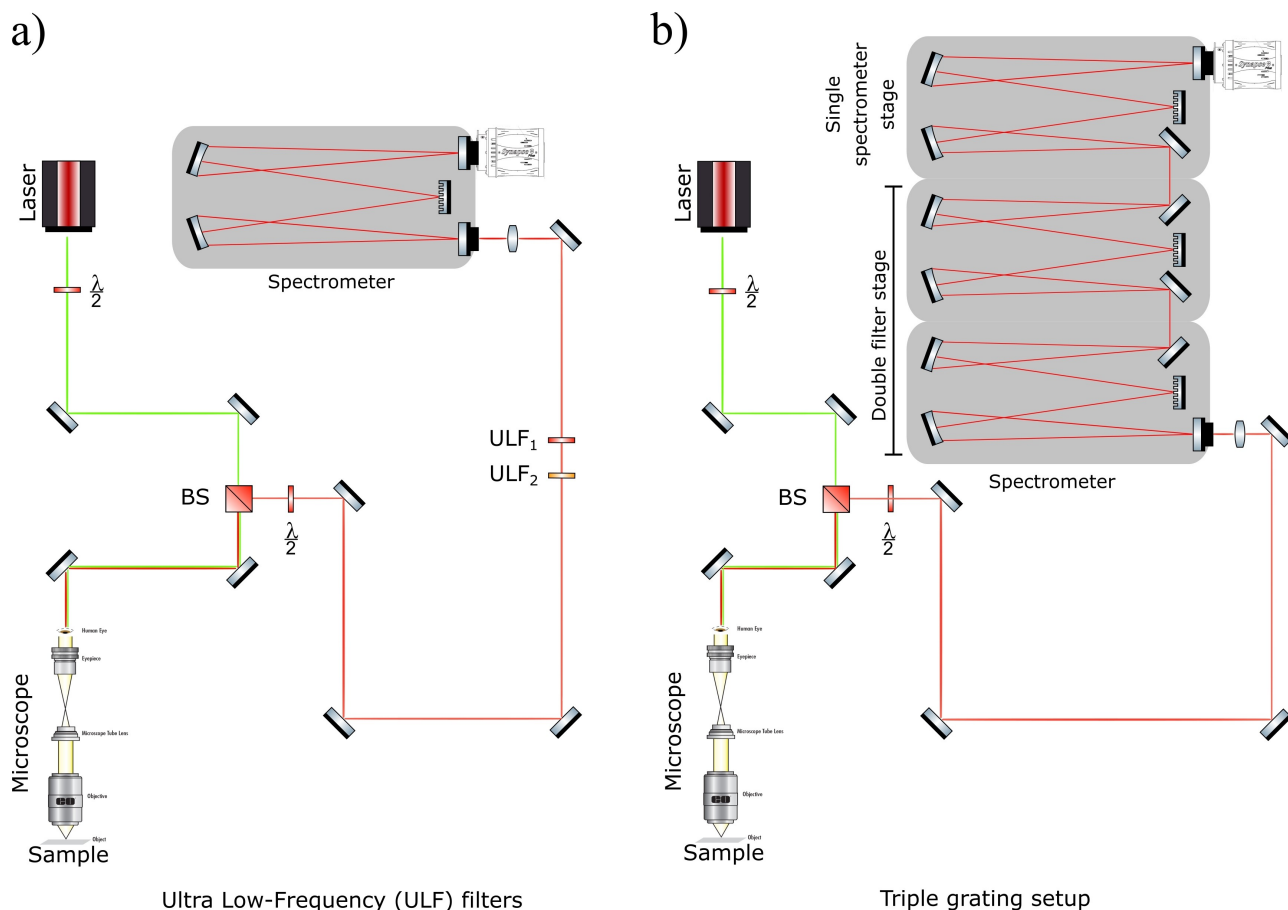 a)
Laser
λ/2
Spectrometer
ULF₁
ULF₂
BS
λ/2
Microscope
Human Eye
Eyepiece
Microscope Tube Lens
Objective
Object
Sample
Ultra Low-Frequency (ULF) filters
b)
Single
spectrometer
stage
Double filter stage
Laser
λ/2
Spectrometer
BS
λ/2
Microscope
Human Eye
Eyepiece
Microscope Tube Lens
Objective
Object
Sample
Triple grating setup